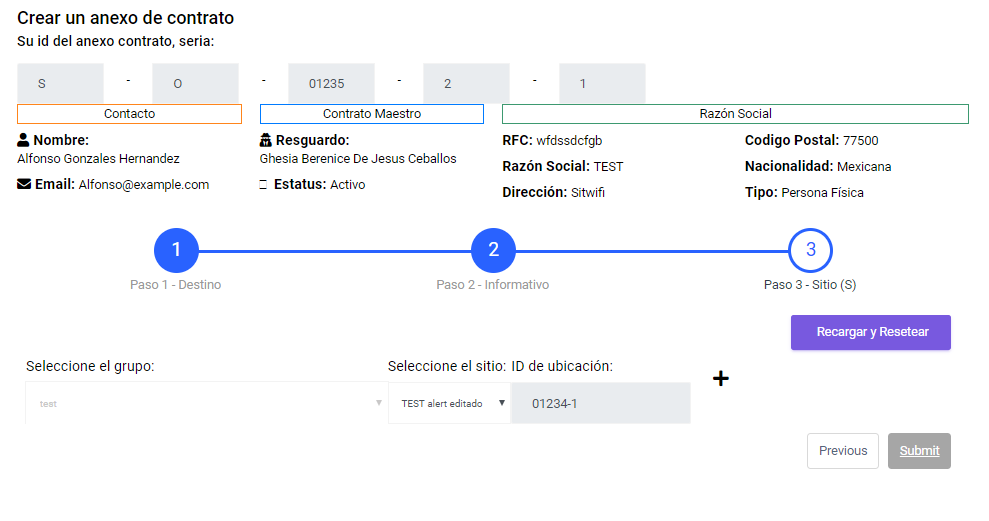 Crear un anexo de contrato
Su id del anexo contrato, seria:
S - O - 01235 - 2 - 1
Contacto Contrato Maestro Razón Social
Nombre: Resguardo: RFC: wfdssdcfgb Codigo Postal: 77500
Alfonso Gonzales Hernandez Ghesia Berenice De Jesus Ceballos
Razón Social: TEST Nacionalidad: Mexicana
Email: Alfonso@example.com Estatus: Activo
Dirección: Sitwifi Tipo: Persona Física
1 2 3
Paso 1 - Destino Paso 2 - Informativo Paso 3 - Sitio (S)
Recargar y Resetear
Seleccione el grupo: Seleccione el sitio: ID de ubicación:
test TEST alert editado 01234-1
Previous Submit